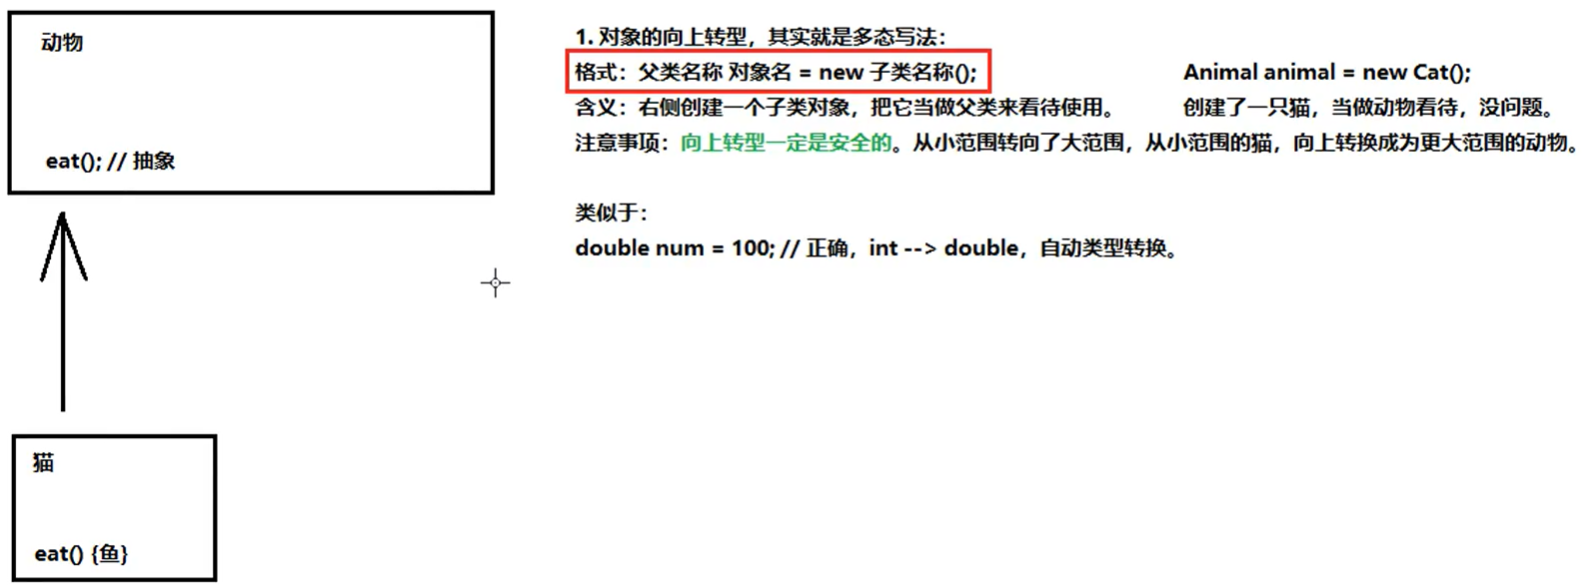 动物
eat(); // 抽象
猫
eat() {鱼}
1. 对象的向上转型，其实就是多态写法：
格式：父类名称 对象名 = new 子类名称();
Animal animal = new Cat();
含义：右侧创建一个子类对象，把它当做父类来看待使用。
创建了一只猫，当做动物看待，没问题。
注意事项：向上转型一定是安全的。从小范围转向了大范围，从小范围的猫，向上转换成为更大范围的动物。
类似于：
double num = 100; // 正确，int --> double，自动类型转换。